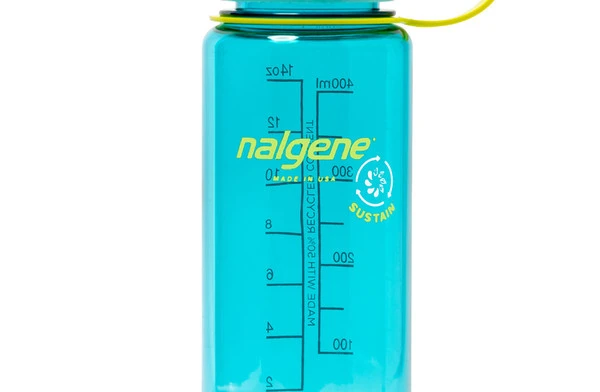 14oz
400ml
12
nalgene
MADE IN USA
10
300
SUSTAIN
MADE WITH 50% RECYCLED CONTENT
8
200
6
4
100
2